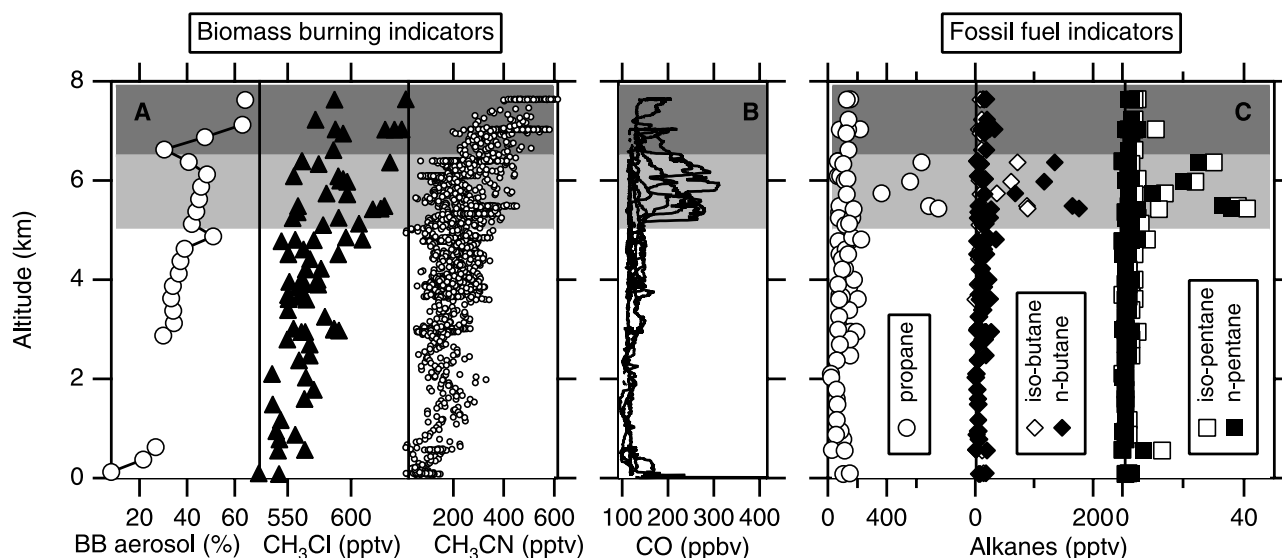 Biomass burning indicators
Fossil fuel indicators
8
6
4
2
0
Altitude (km)
A
B
C
propane
iso-butane
n-butane
iso-pentane
n-pentane
20 40 60
550 600
200 400 600
100 200 300 400
0 400
0 2000
0 40
BB aerosol (%)
CH₃Cl (pptv)
CH₃CN (pptv)
CO (ppbv)
Alkanes (pptv)